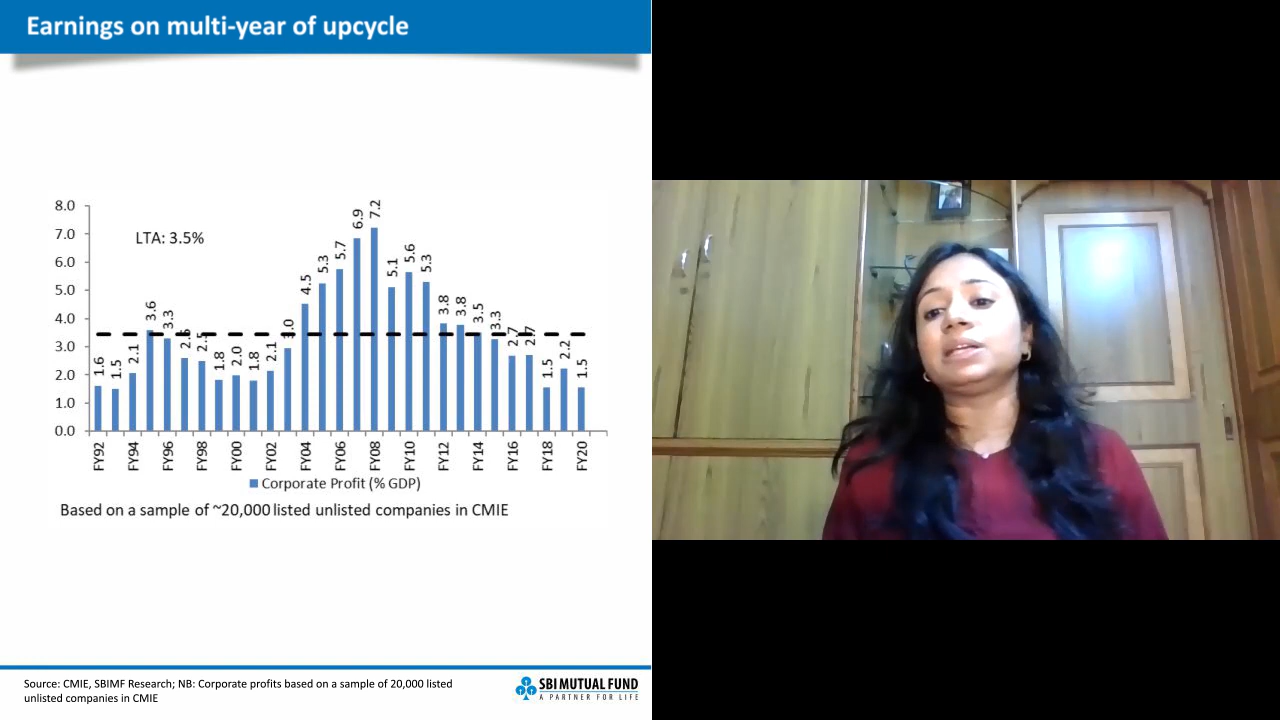 Earnings on multi-year of upcycle
8.0
7.0
6.0
5.0
4.0
3.0
2.0
1.0
0.0
LTA: 3.5%
1.6
1.5
2.1
3.6
3.3
2.6
2.5
1.8
2.0
1.8
2.1
3.0
4.5
5.3
5.7
6.9
7.2
5.1
5.6
5.3
3.8
3.8
3.5
3.3
2.7
2.7
1.5
2.2
1.5
FY92
FY94
FY96
FY98
FY00
FY02
FY04
FY06
FY08
FY10
FY12
FY14
FY16
FY18
FY20
Corporate Profit (% GDP)
Based on a sample of ~20,000 listed unlisted companies in CMIE
Source: CMIE, SBIMF Research; NB: Corporate profits based on a sample of 20,000 listed
unlisted companies in CMIE
SBI MUTUAL FUND
A PARTNER FOR LIFE